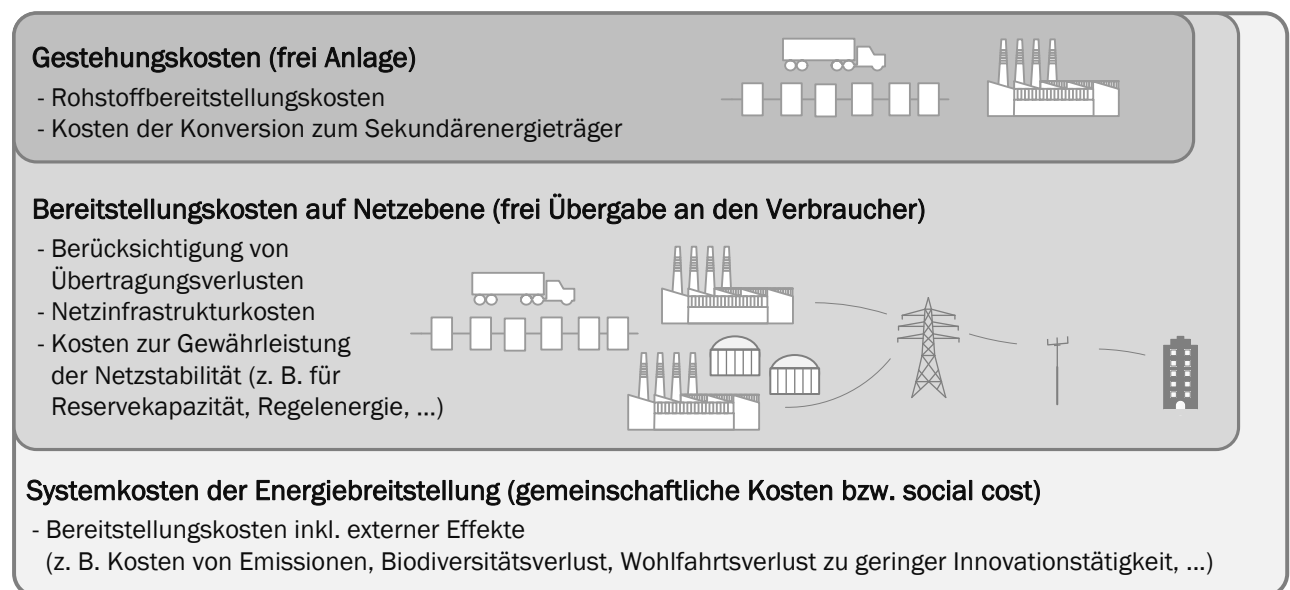 Gestehungskosten (frei Anlage)
- Rohstoffbereitstellungskosten
- Kosten der Konversion zum Sekundärenergieträger
Bereitstellungskosten auf Netzebene (frei Übergabe an den Verbraucher)
- Berücksichtigung von
Übertragungsverlusten
- Netzinfrastrukturkosten
- Kosten zur Gewährleistung
der Netzstabilität (z. B. für
Reservekapazität, Regelenergie, ...)
Systemkosten der Energiebreitstellung (gemeinschaftliche Kosten bzw. social cost)
- Bereitstellungskosten inkl. externer Effekte
(z. B. Kosten von Emissionen, Biodiversitätsverlust, Wohlfahrtsverlust zu geringer Innovationstätigkeit, ...)